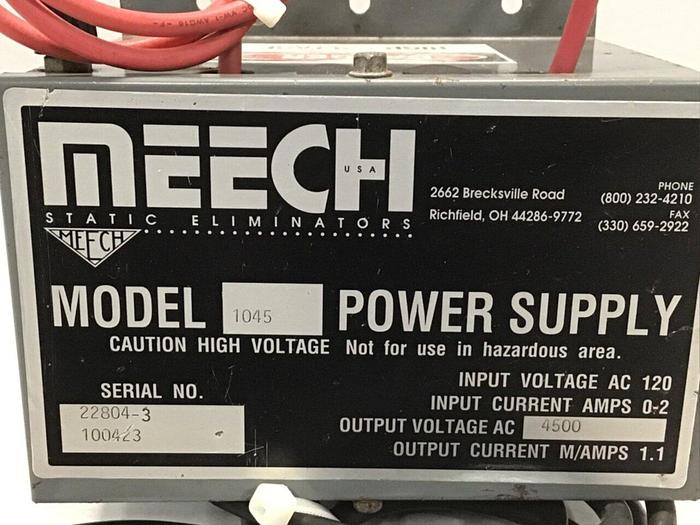 AWG16
MEECH
USA
STATIC ELIMINATORS
MEECH
2662 Brecksville Road
Richfield, OH 44286-9772
PHONE
(800) 232-4210
FAX
(330) 659-2922
MODEL 1045 POWER SUPPLY
CAUTION HIGH VOLTAGE Not for use in hazardous area.
SERIAL NO.
22804-3
100423
INPUT VOLTAGE AC 120
INPUT CURRENT AMPS 0-2
OUTPUT VOLTAGE AC 4500
OUTPUT CURRENT M/AMPS 1.1